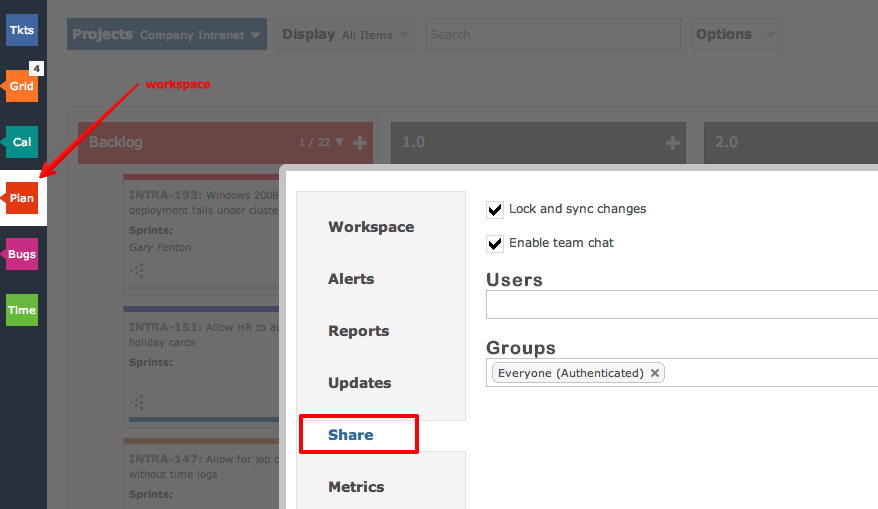 Tkts
Projects Company Intranet
Display All Items
Search
Options
4
Grid
workspace
Cal
Backlog
1 / 22
1.0
2.0
Plan
INTRA-193: Windows 2008
deployment fails under cluste
Sprints:
Gary Fenton
Bugs
Time
INTRA-151: Allow HR to a
holiday cards
Sprints:
INTRA-147: Allow for job c
without time logs
Sprints:
Workspace
Alerts
Reports
Updates
Share
Metrics
Lock and sync changes
Enable team chat
Users
Groups
Everyone (Authenticated)